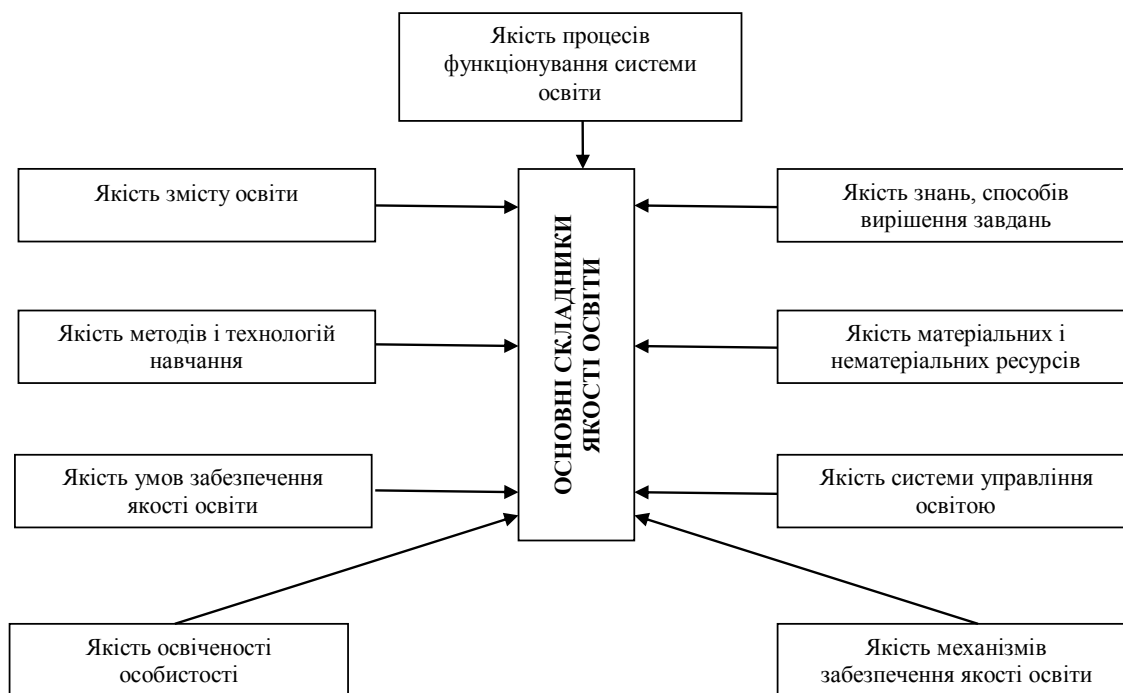 Якість процесів
функціонування системи
освіти
Якість змісту освіти
Якість знань, способів
вирішення завдань
ОСНОВНІ СКЛАДНИКИ
ЯКОСТІ ОСВІТИ
Якість методів і технологій
навчання
Якість матеріальних і
нематеріальних ресурсів
Якість умов забезпечення
якості освіти
Якість системи управління
освітою
Якість освіченості
особистості
Якість механізмів
забезпечення якості освіти